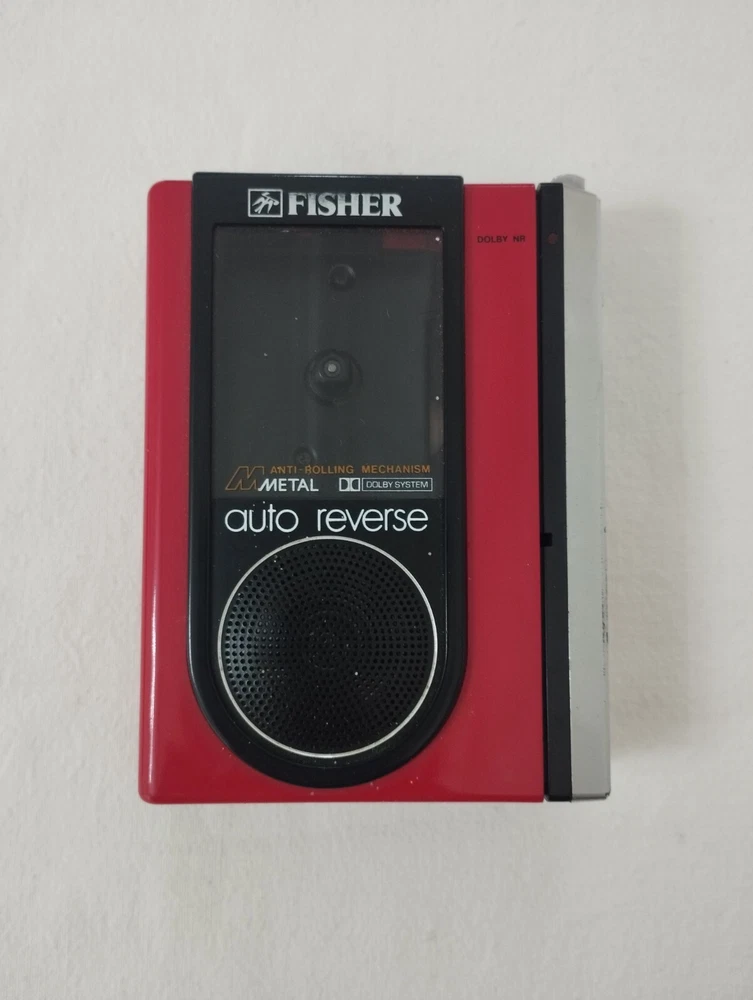 FISHER
DOLBY NR
ANTI-ROLLING MECHANISM
METAL DOLBY SYSTEM
auto reverse